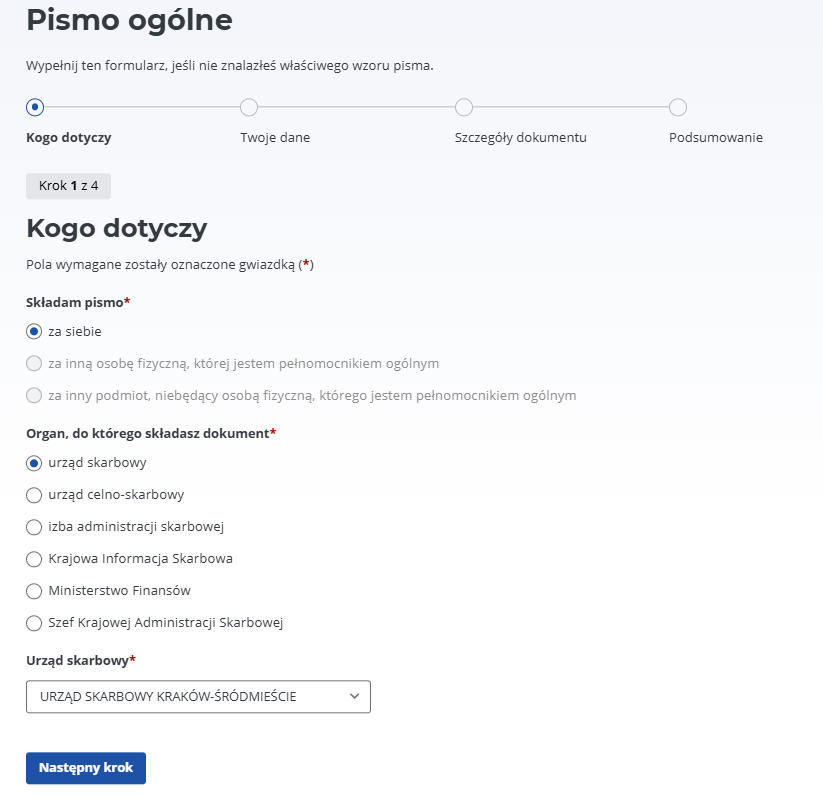 Pismo ogólne
Wypełnij ten formularz, jeśli nie znalazłeś właściwego wzoru pisma.
Kogo dotyczy
Twoje dane
Szczegóły dokumentu
Podsumowanie
Krok 1 z 4
Kogo dotyczy
Pola wymagane zostały oznaczone gwiazdką (*)
Składam pismo*
za siebie
za inną osobę fizyczną, której jestem pełnomocnikiem ogólnym
za inny podmiot, niebędący osobą fizyczną, którego jestem pełnomocnikiem ogólnym
Organ, do którego składasz dokument*
urząd skarbowy
urząd celno-skarbowy
izba administracji skarbowej
Krajowa Informacja Skarbowa
Ministerstwo Finansów
Szef Krajowej Administracji Skarbowej
Urząd skarbowy*
URZĄD SKARBOWY KRAKÓW-ŚRÓDMIEŚCIE
Następny krok